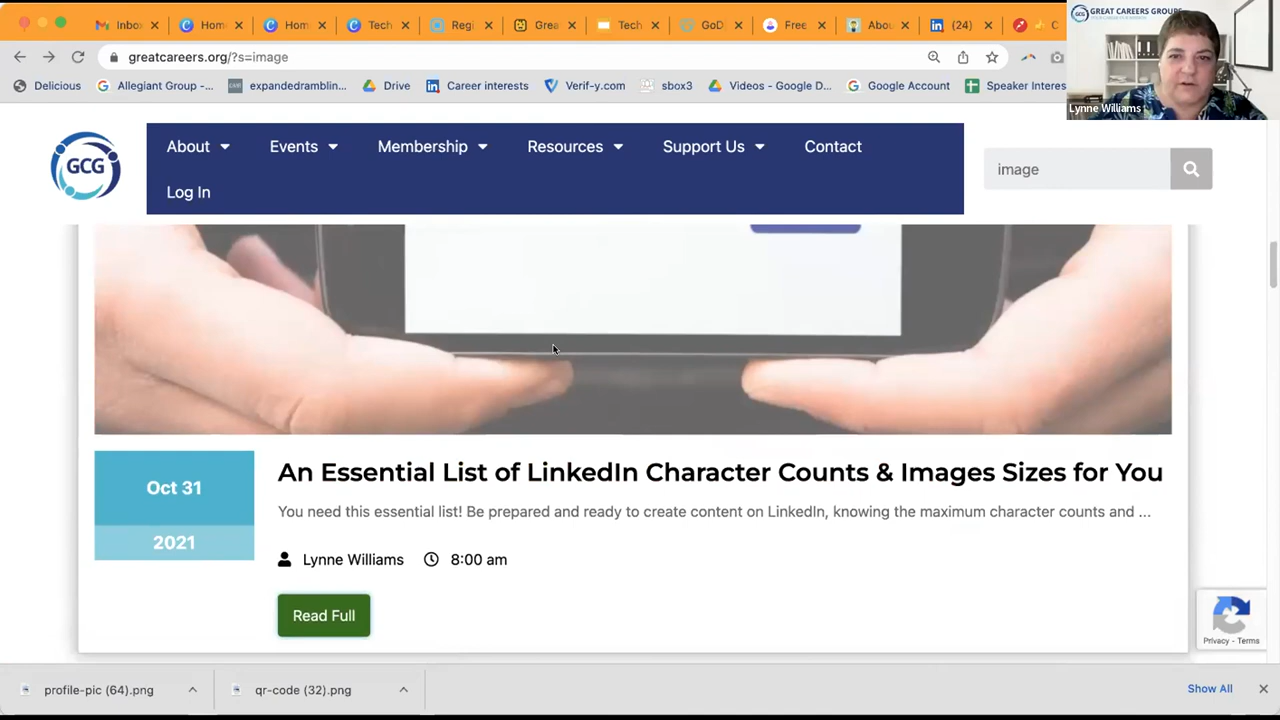 Inbox
Home
Hom
Tech
Regi
Grea
Tech.
GoD
Free
Abou
(24)
C
GREAT CAREERS GROUPS
greatcareers.org/?s=image
Lynne Williams
Delicious
Allegiant Group -...
expandedramblin...
Drive
Career interests
Verif-y.com
sbox3
Videos - Google D...
Google Account
Speaker Interes
GCG
About
Events
Membership
Resources
Support Us
Contact
Log In
image
Oct 31
2021
An Essential List of LinkedIn Character Counts & Images Sizes for You
You need this essential list! Be prepared and ready to create content on LinkedIn, knowing the maximum character counts and ...
Lynne Williams
8:00 am
Read Full
Privacy - Terms
profile-pic (64).png
qr-code (32).png
Show All